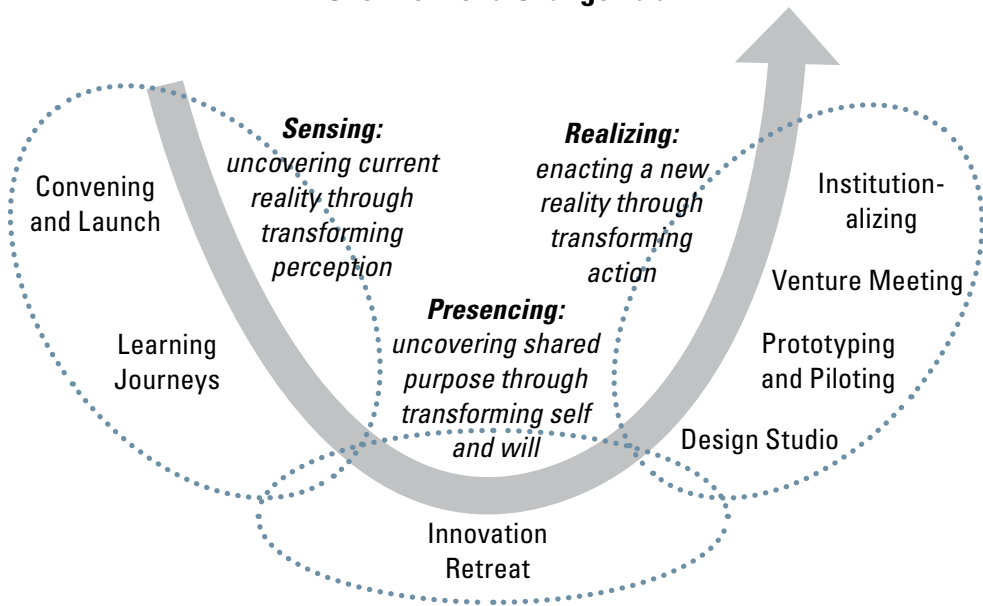 Sensing:
uncovering current
reality through
transforming
perception
Realizing:
enacting a new
reality through
transforming
action
Convening
and Launch
Institution-
alizing
Venture Meeting
Presencing:
uncovering shared
purpose through
transforming self
and will
Learning
Journeys
Prototyping
and Piloting
Design Studio
Innovation
Retreat